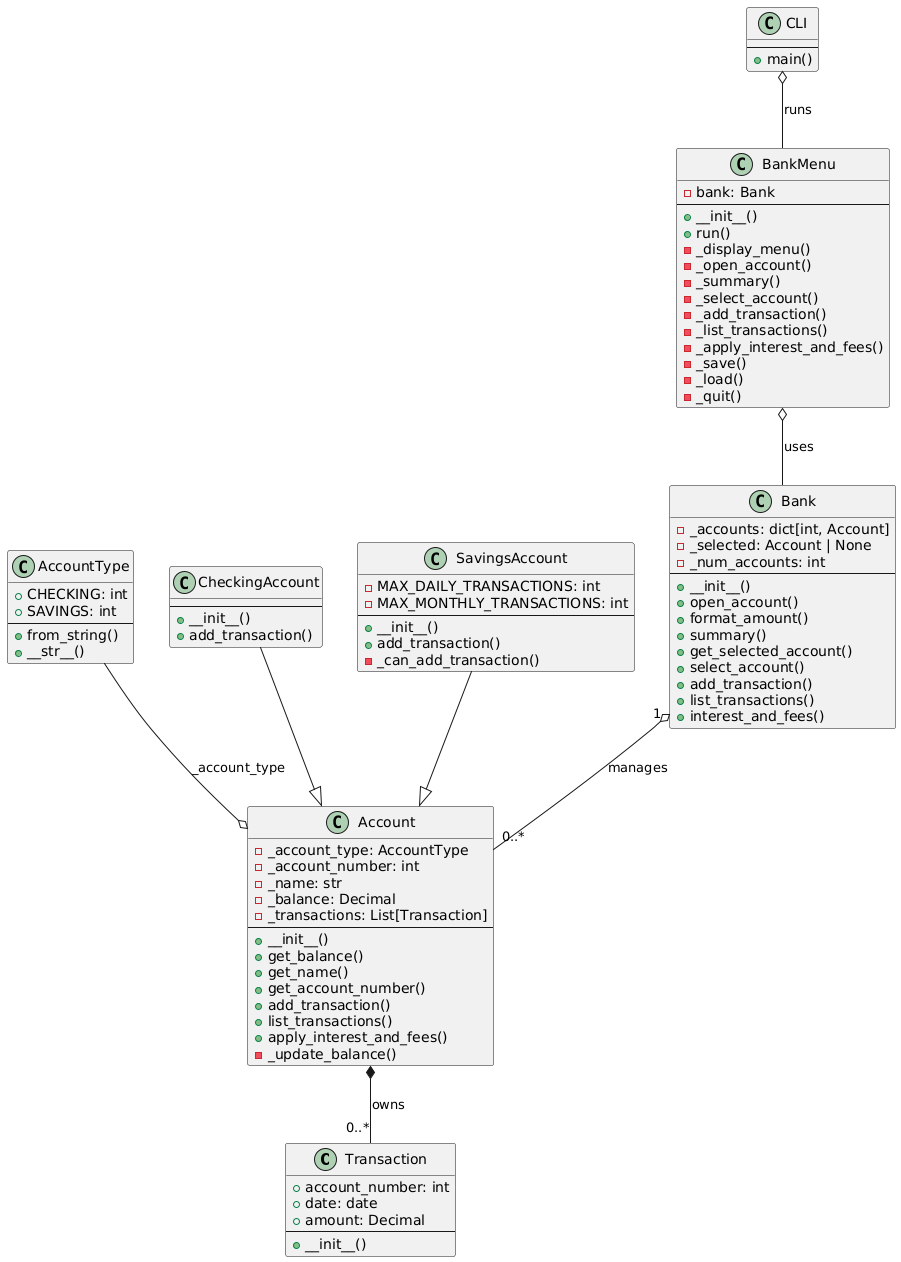 C CLI
main()
runs
C BankMenu
bank: Bank
__init__()
run()
_display_menu()
_open_account()
_summary()
_select_account()
_add_transaction()
_list_transactions()
_apply_interest_and_fees()
_save()
_load()
_quit()
uses
C Bank
_accounts: dict[int, Account]
_selected: Account | None
_num_accounts: int
__init__()
open_account()
format_amount()
summary()
get_selected_account()
select_account()
add_transaction()
list_transactions()
interest_and_fees()
C AccountType
CHECKING: int
SAVINGS: int
from_string()
__str__()
C CheckingAccount
__init__()
add_transaction()
C SavingsAccount
MAX_DAILY_TRANSACTIONS: int
MAX_MONTHLY_TRANSACTIONS: int
__init__()
add_transaction()
_can_add_transaction()
1
_account_type
manages
0..*
C Account
_account_type: AccountType
_account_number: int
_name: str
_balance: Decimal
_transactions: List[Transaction]
__init__()
get_balance()
get_name()
get_account_number()
add_transaction()
list_transactions()
apply_interest_and_fees()
_update_balance()
owns
0..*
C Transaction
account_number: int
date: date
amount: Decimal
__init__()